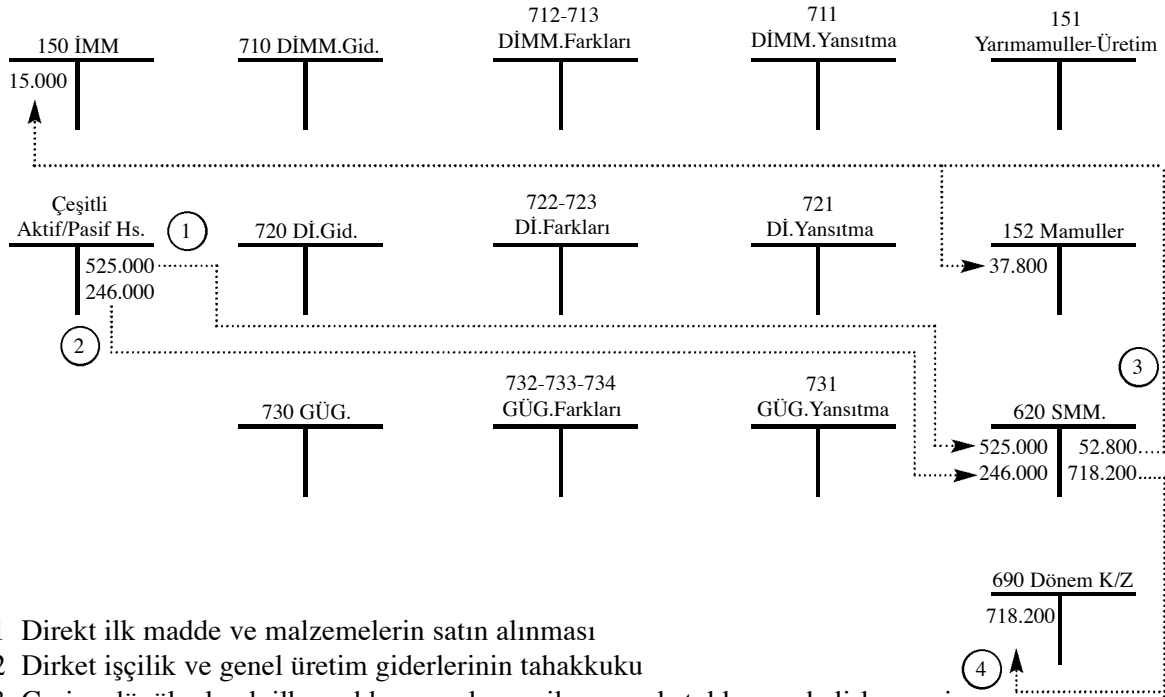 712-713
711
151
150 İMM
710 DİMM.Gid.
DİMM.Farkları
DİMM.Yansıtma
Yarımamuller-Üretim
15.000
Çeşitli
Aktif/Pasif Hs.
1
720 Dİ.Gid.
722-723
Dİ.Farkları
721
Dİ.Yansıtma
152 Mamuller
525.000
246.000
37.800
2
3
730 GÜG.
732-733-734
GÜG.Farkları
731
GÜG.Yansıtma
620 SMM.
525.000 52.800
246.000 718.200
690 Dönem K/Z
718.200
4
1 Direkt ilk madde ve malzemelerin satın alınması
2 Dirket işçilik ve genel üretim giderlerinin tahakkuku